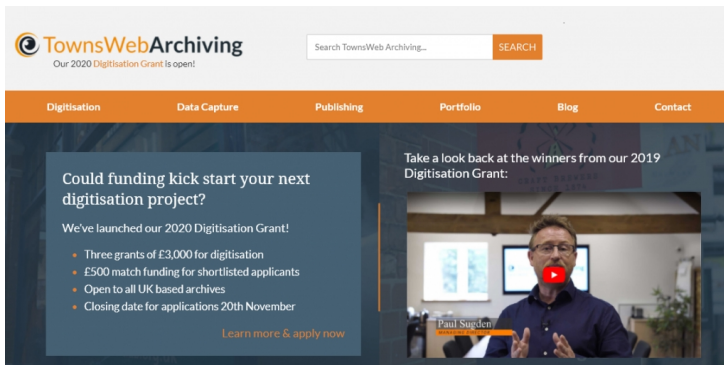 TownsWebArchiving
Our 2020 Digitisation Grant is open!
Search TownsWeb Archiving...
SEARCH
Digitisation
Data Capture
Publishing
Portfolio
Blog
Contact
Could funding kick start your next
digitisation project?
We've launched our 2020 Digitisation Grant!
Three grants of £3,000 for digitisation
£500 match funding for shortlisted applicants
Open to all UK based archives
Closing date for applications 20th November
Learn more & apply now
Take a look back at the winners from our 2019
Digitisation Grant:
Paul Sugden
MANAGING DIRECTOR